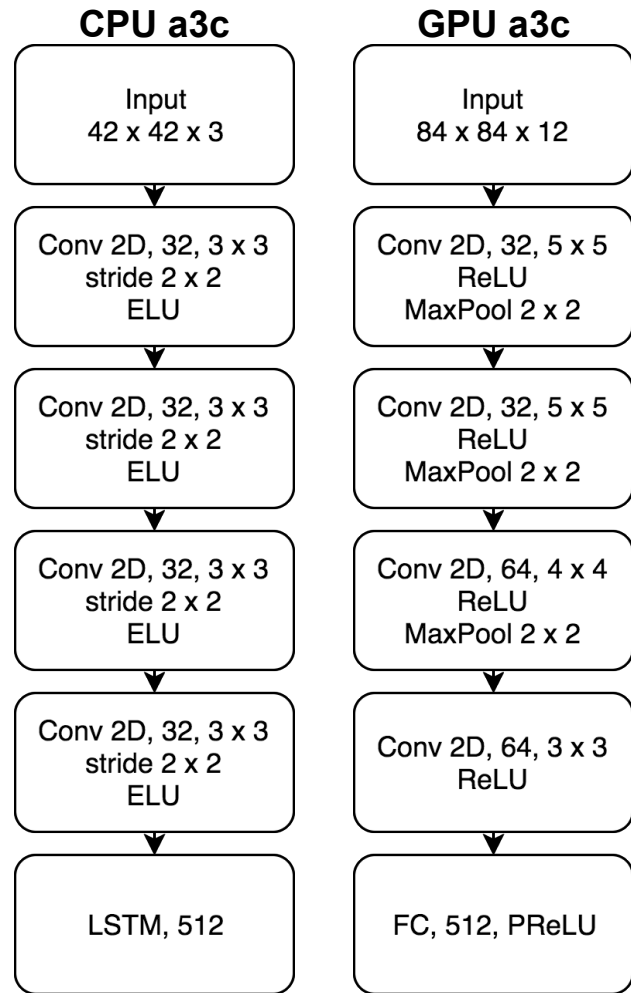 CPU a3c
Input
42 x 42 x 3
Conv 2D, 32, 3 x 3
stride 2 x 2
ELU
Conv 2D, 32, 3 x 3
stride 2 x 2
ELU
Conv 2D, 32, 3 x 3
stride 2 x 2
ELU
Conv 2D, 32, 3 x 3
stride 2 x 2
ELU
LSTM, 512
GPU a3c
Input
84 x 84 x 12
Conv 2D, 32, 5 x 5
ReLU
MaxPool 2 x 2
Conv 2D, 32, 5 x 5
ReLU
MaxPool 2 x 2
Conv 2D, 64, 4 x 4
ReLU
MaxPool 2 x 2
Conv 2D, 64, 3 x 3
ReLU
FC, 512, PReLU